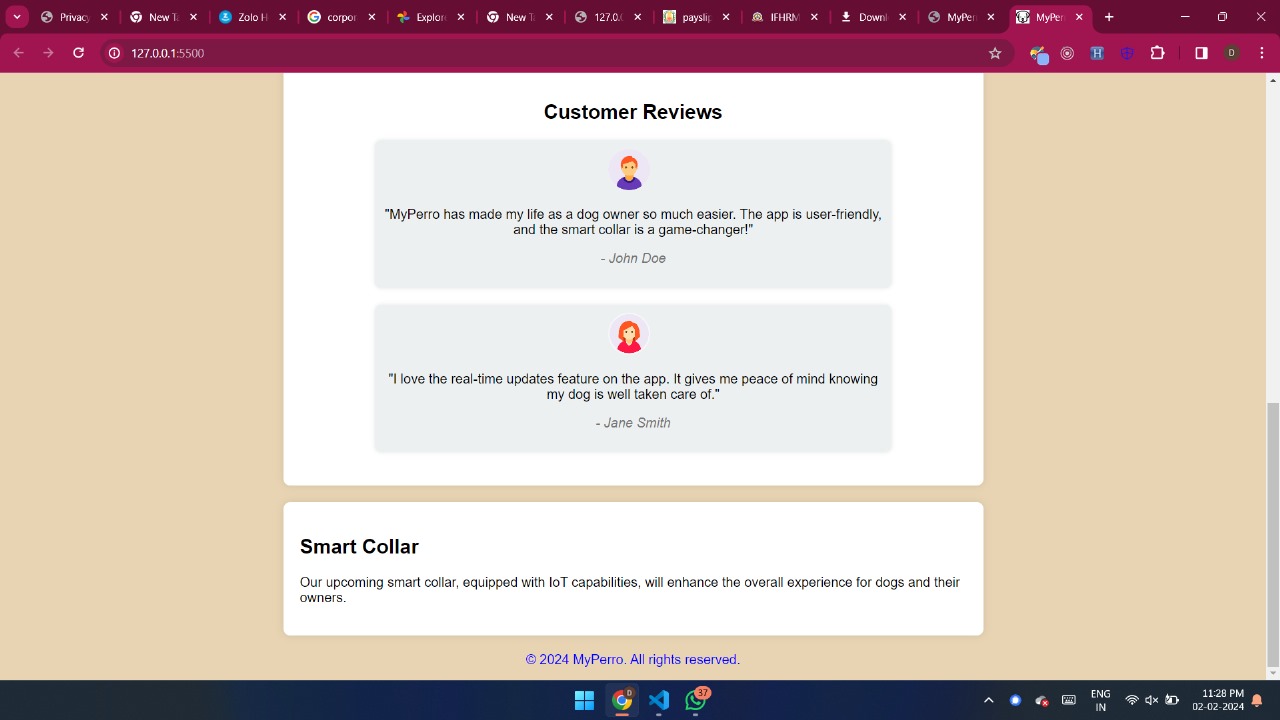 Privacy
New Ta
Zolo H
corpor
Explore
New Ta
127.0.0
payslip
IFHRM
Downl
MyPerr
MyPerr
127.0.0.1:5500
D
Customer Reviews
"MyPerro has made my life as a dog owner so much easier. The app is user-friendly,
and the smart collar is a game-changer!"
- John Doe
"I love the real-time updates feature on the app. It gives me peace of mind knowing
my dog is well taken care of."
- Jane Smith
Smart Collar
Our upcoming smart collar, equipped with IoT capabilities, will enhance the overall experience for dogs and their
owners.
© 2024 MyPerro. All rights reserved.
D
37
ENG
IN
11:28 PM
02-02-2024